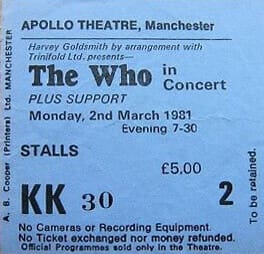 APOLLO THEATRE, Manchester
Harvey Goldsmith by arrangement with
Trinifold Ltd. presents—
The Who in
Concert
PLUS SUPPORT
Monday, 2nd March 1981
Evening 7-30
STALLS
£5.00
KK 30 2
No Cameras or Recording Equipment.
No Ticket exchanged nor money refunded.
Official Programmes sold only in the Theatre.
A. B. Cooper (Printers) Ltd. MANCHESTER
To be retained.